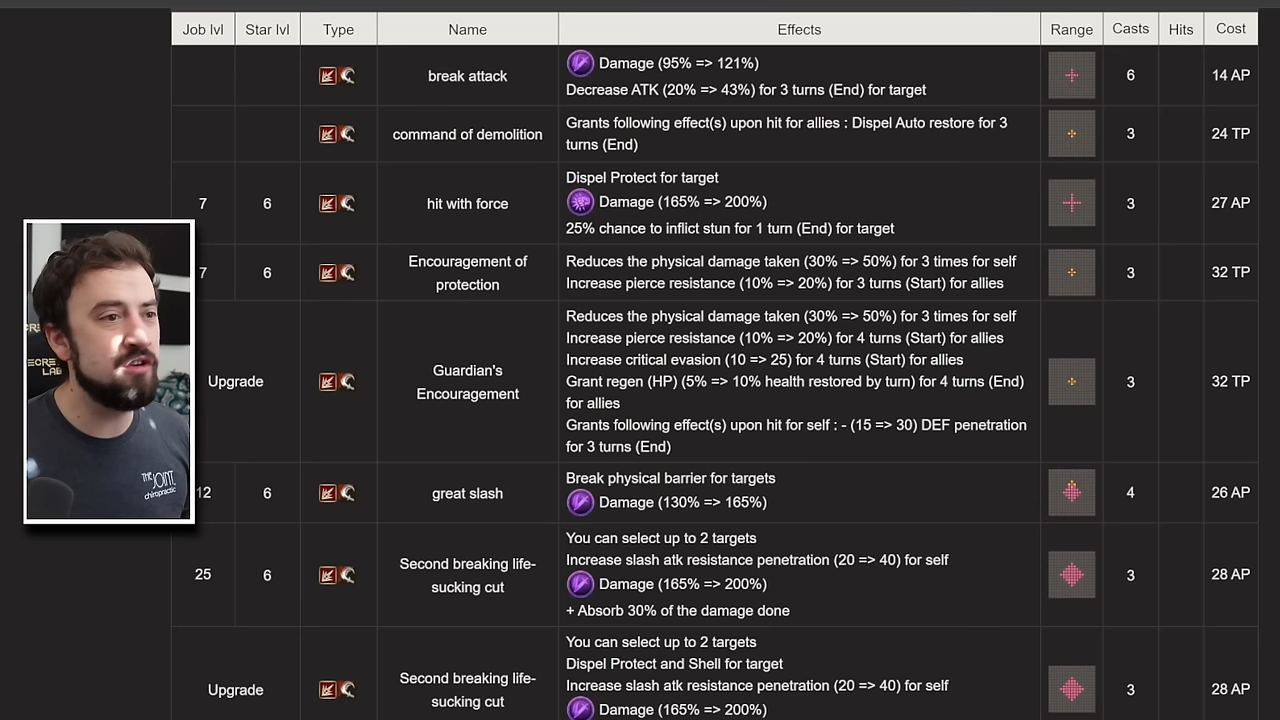 Job lvl Star lvl Type Name Effects Range Casts Hits Cost
break attack
Damage (95% => 121%)
Decrease ATK (20% => 43%) for 3 turns (End) for target
6 14 AP
command of demolition
Grants following effect(s) upon hit for allies : Dispel Auto restore for 3
turns (End)
3 24 TP
7 6 hit with force
Dispel Protect for target
Damage (165% => 200%)
25% chance to inflict stun for 1 turn (End) for target
3 27 AP
7 6
Encouragement of
protection
Reduces the physical damage taken (30% => 50%) for 3 times for self
Increase pierce resistance (10% => 20%) for 3 turns (Start) for allies
3 32 TP
Upgrade
Guardian's
Encouragement
Reduces the physical damage taken (30% => 50%) for 3 times for self
Increase pierce resistance (10% => 20%) for 4 turns (Start) for allies
Increase critical evasion (10 => 25) for 4 turns (Start) for allies
Grant regen (HP) (5% => 10% health restored by turn) for 4 turns (End)
for allies
Grants following effect(s) upon hit for self : - (15 => 30) DEF penetration
for 3 turns (End)
3 32 TP
12 6 great slash
Break physical barrier for targets
Damage (130% => 165%)
4 26 AP
25 6
Second breaking life-
sucking cut
You can select up to 2 targets
Increase slash atk resistance penetration (20 => 40) for self
Damage (165% => 200%)
+ Absorb 30% of the damage done
3 28 AP
Upgrade
Second breaking life-
sucking cut
You can select up to 2 targets
Dispel Protect and Shell for target
Increase slash atk resistance penetration (20 => 40) for self
Damage (165% => 200%)
3 28 AP
THE JOINT
chiropractic